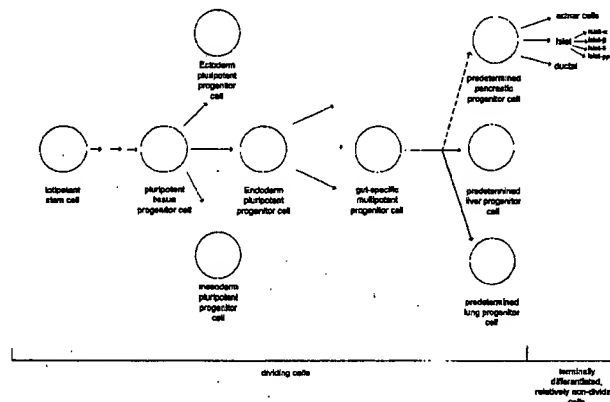 Ectoderm
pluripotent
progenitor
cell
acinar cells
islet
islet-α
islet-β
islet-δ
islet-pp
ductal
predetermined
pancreatic
progenitor cell
totipotent
stem cell
pluripotent
tissue
progenitor cell
Endoderm
pluripotent
progenitor cell
gut-specific
multipotent
progenitor cell
predetermined
liver progenitor
cell
mesoderm
pluripotent
progenitor
cell
predetermined
lung progenitor
cell
dividing cells
terminally
differentiated,
relatively non-dividi
cells